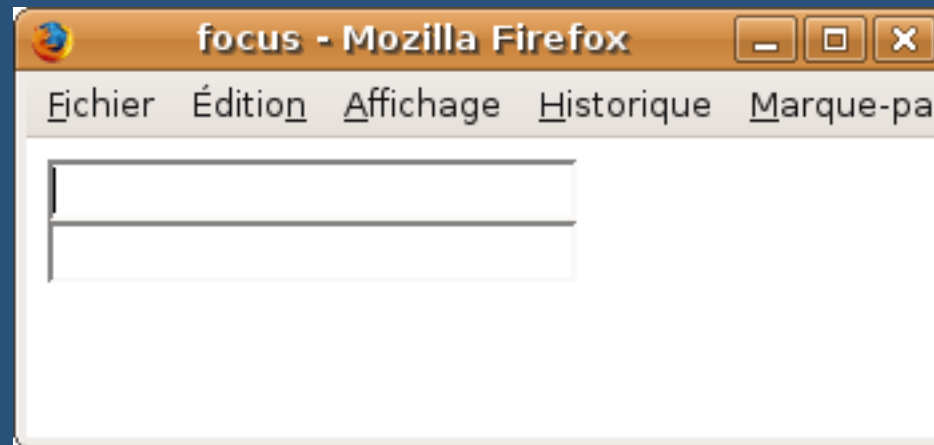 focus - Mozilla Firefox
Fichier Édition Affichage Historique Marque-pa